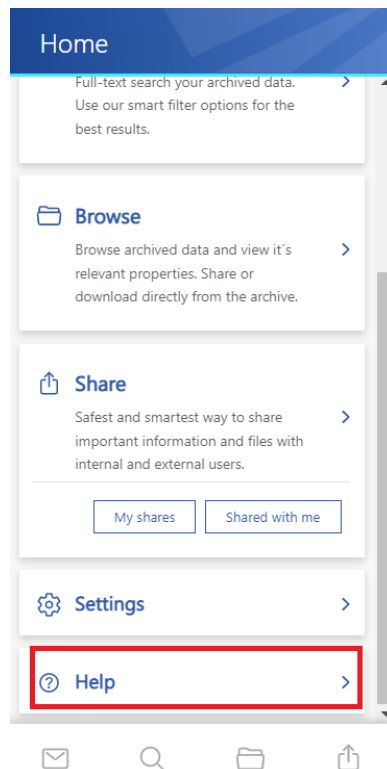 Home
Full-text search your archived data.
Use our smart filter options for the
best results.
Browse
Browse archived data and view it´s
relevant properties. Share or
download directly from the archive.
Share
Safest and smartest way to share
important information and files with
internal and external users.
My shares
Shared with me
Settings
Help